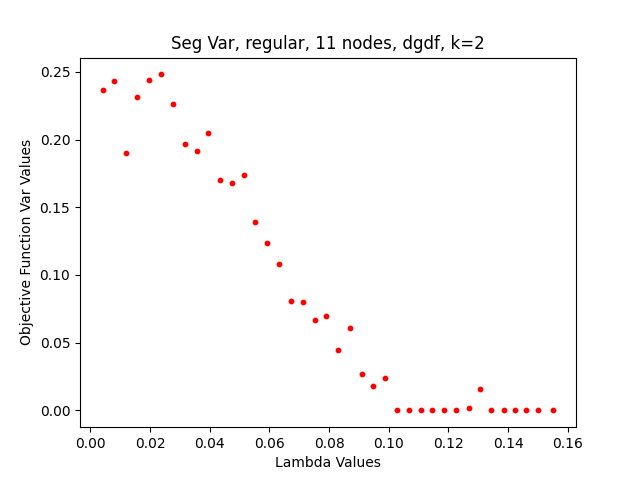 Seg Var, regular, 11 nodes, dgdf, k=2
Objective Function Var Values
0.25
0.20
0.15
0.10
0.05
0.00
0.00 0.02 0.04 0.06 0.08 0.10 0.12 0.14 0.16
Lambda Values